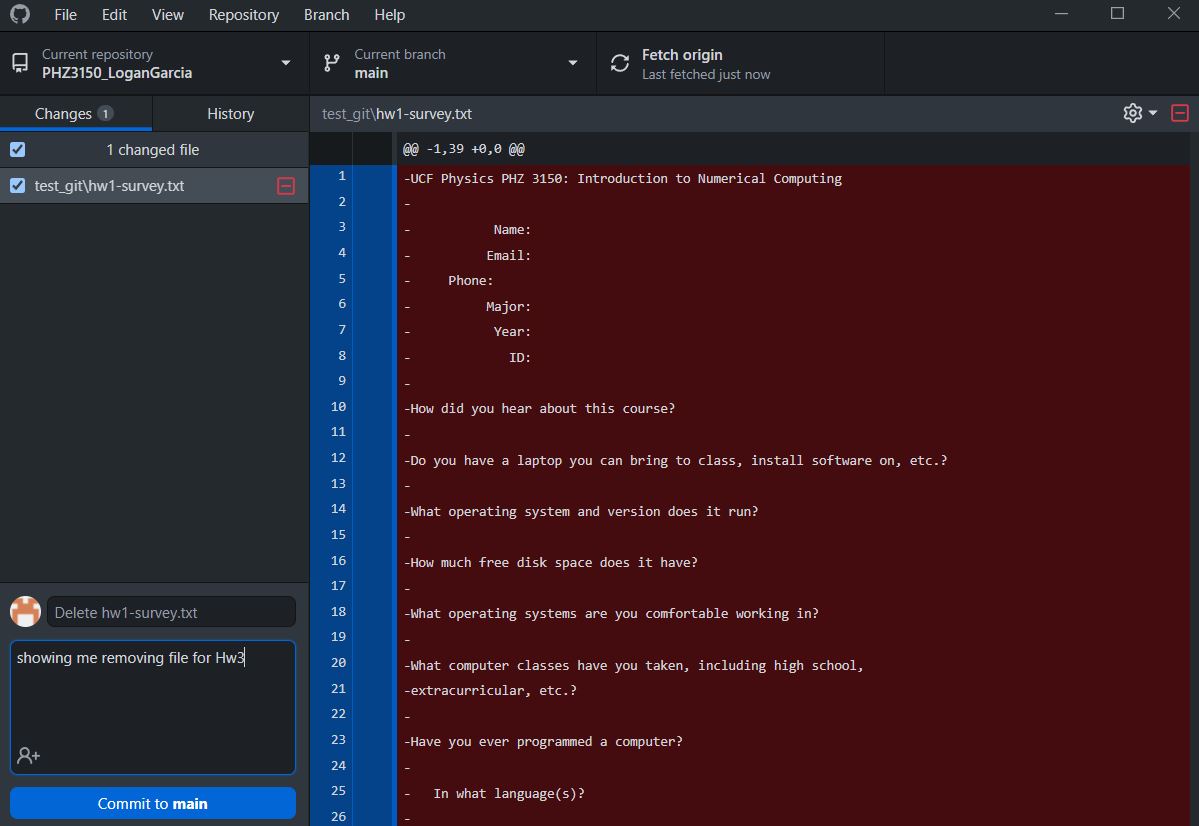 File Edit View Repository Branch Help
Current repository
PHZ3150_LoganGarcia
Current branch
main
Fetch origin
Last fetched just now
Changes 1 History
1 changed file
test_git\hw1-survey.txt
Delete hw1-survey.txt
showing me removing file for Hw3
Commit to main
test_git\hw1-survey.txt
@@ -1,39 +0,0 @@
1 -UCF Physics PHZ 3150: Introduction to Numerical Computing
2 -
3 - Name:
4 - Email:
5 - Phone:
6 - Major:
7 - Year:
8 - ID:
9 -
10 -How did you hear about this course?
11 -
12 -Do you have a laptop you can bring to class, install software on, etc.?
13 -
14 -What operating system and version does it run?
15 -
16 -How much free disk space does it have?
17 -
18 -What operating systems are you comfortable working in?
19 -
20 -What computer classes have you taken, including high school,
21 -extracurricular, etc.?
22 -
23 -Have you ever programmed a computer?
24 -
25 - In what language(s)?
26 -